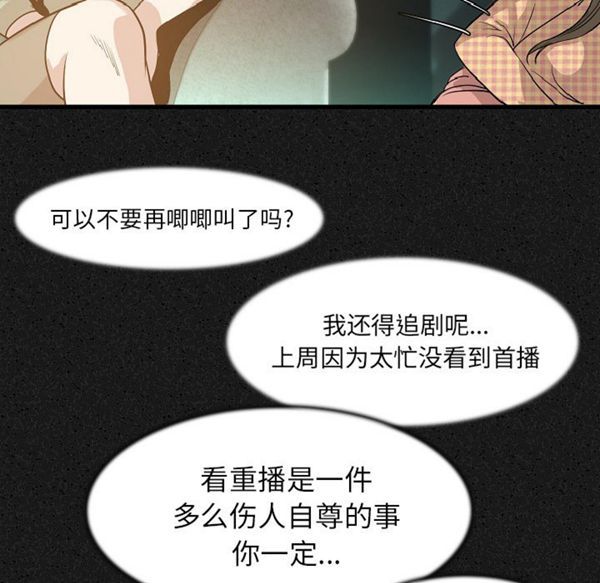 可以不要再唧唧叫了吗?
我还得追剧呢...
上周因为太忙没看到首播
看重播是一件
多么伤人自尊的事
你一定...